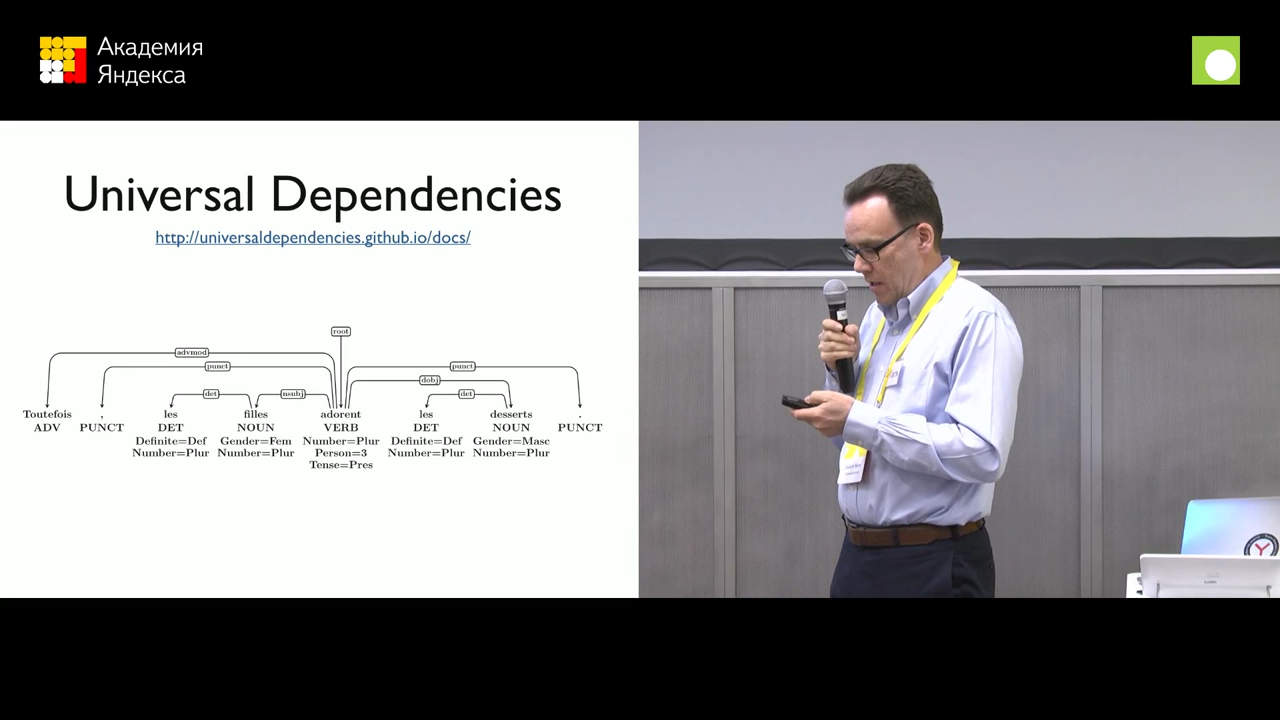 Академия
Яндекса
Universal Dependencies
http://universaldependencies.github.io/docs/
root
advmod
punct punct
dobj
det nsubj det
Toutefois , les filles adorent les desserts .
ADV PUNCT DET NOUN VERB DET NOUN PUNCT
Definite=Def Gender=Fem Number=Plur Definite=Def Gender=Masc
Number=Plur Number=Plur Person=3 Number=Plur Number=Plur
Tense=Pres